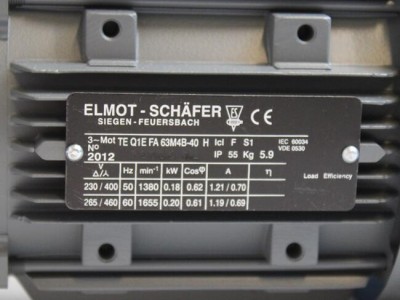 ELMOT - SCHÄFER
SIEGEN - FEUERSBACH
CE
3~Mot TE Q1E FA 63M4B-40 H Icl F S1 IEC 60034
VDE 0530
Nº
2012 IP 55 Kg 5.9
V Hz min⁻¹ kW Cosφ A η Load Efficiency
△/⅄
230 / 400 50 1380 0.18 0.62 1.21 / 0.70
265 / 460 60 1655 0.20 0.61 1.19 / 0.69